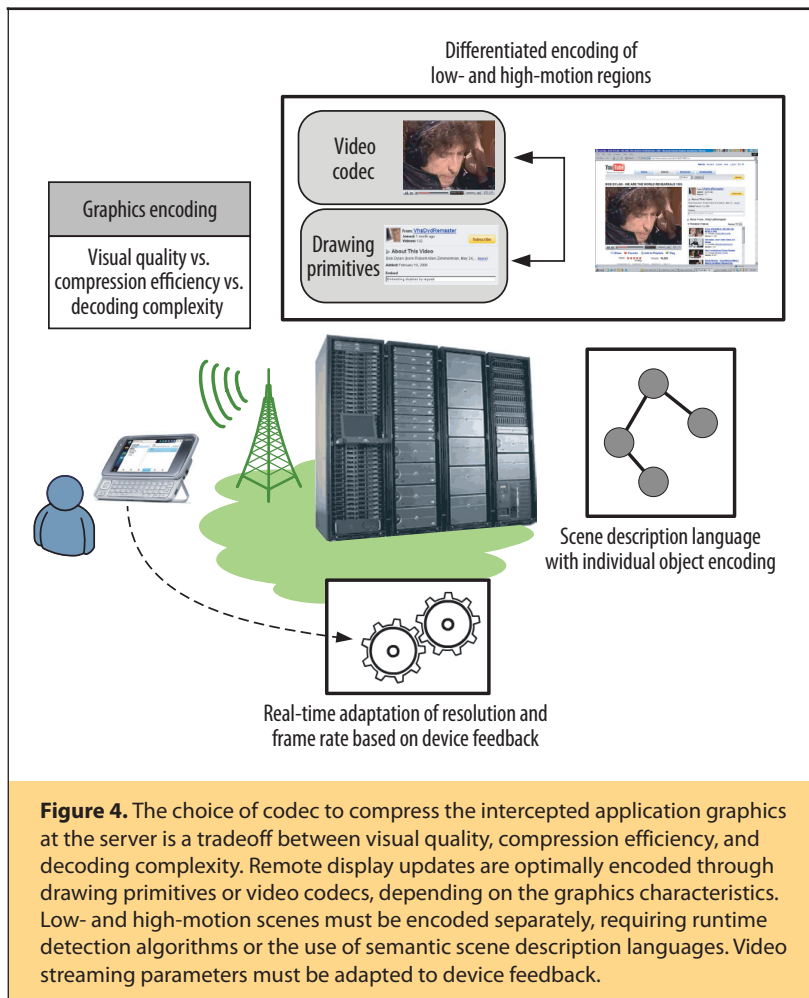 Differentiated encoding of
low- and high-motion regions
Video
codec
Drawing
primitives
From:
Subscribe
About This Video
Embed
YouTube
Graphics encoding
Visual quality vs.
compression efficiency vs.
decoding complexity
Scene description language
with individual object encoding
Real-time adaptation of resolution and
frame rate based on device feedback
Figure 4. The choice of codec to compress the intercepted application graphics
at the server is a tradeoff between visual quality, compression efficiency, and
decoding complexity. Remote display updates are optimally encoded through
drawing primitives or video codecs, depending on the graphics characteristics.
Low- and high-motion scenes must be encoded separately, requiring runtime
detection algorithms or the use of semantic scene description languages. Video
streaming parameters must be adapted to device feedback.